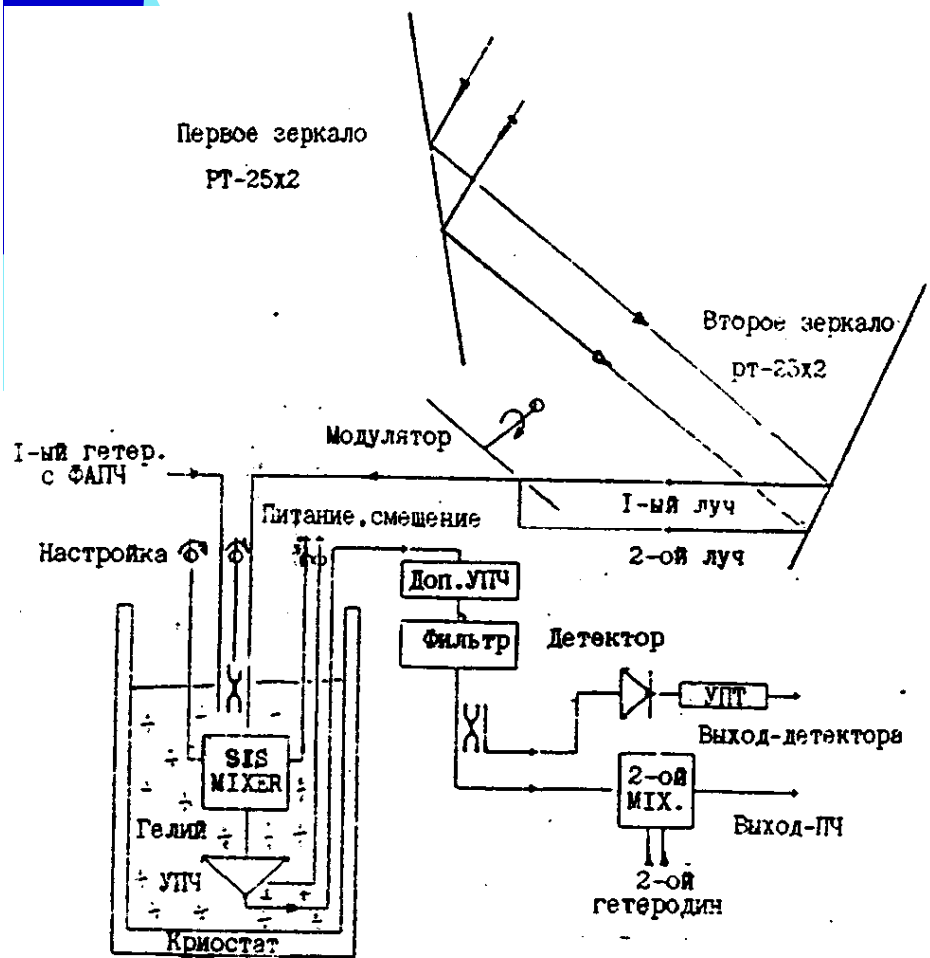 Первое зеркало
РТ-25х2
Второе зеркало
рт-25х2
Модулятор
I-ый гетер.
с ФАПЧ
I-ый луч
Питание.смещение
2-ой луч
Настройка
Доп.УПЧ
Фильтр
Детектор
УПТ
Выход-детектора
SIS
MIXER
2-ой
MIX.
Выход-ПЧ
Гелий
УПЧ
2-ой
гетеродин
Криостат